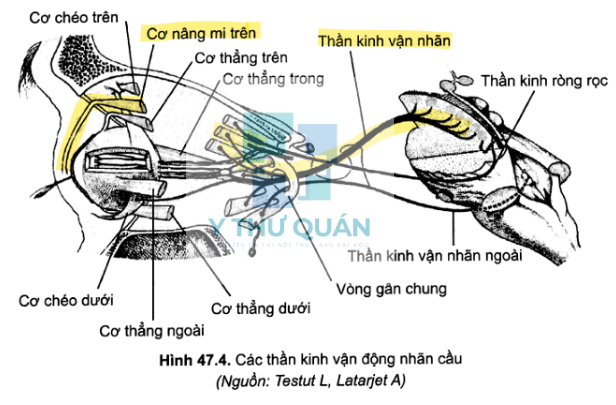 Cơ chéo trên
Cơ nâng mi trên
Cơ thẳng trên
Cơ thẳng trong
Thần kinh vận nhãn
Thần kinh ròng rọc
Y THƯ QUÁN
Thần kinh vận nhãn ngoài
Vòng gân chung
Cơ chéo dưới
Cơ thẳng dưới
Cơ thẳng ngoài
Hình 47.4. Các thần kinh vận động nhãn cầu
(Nguồn: Testut L, Latarjet A)